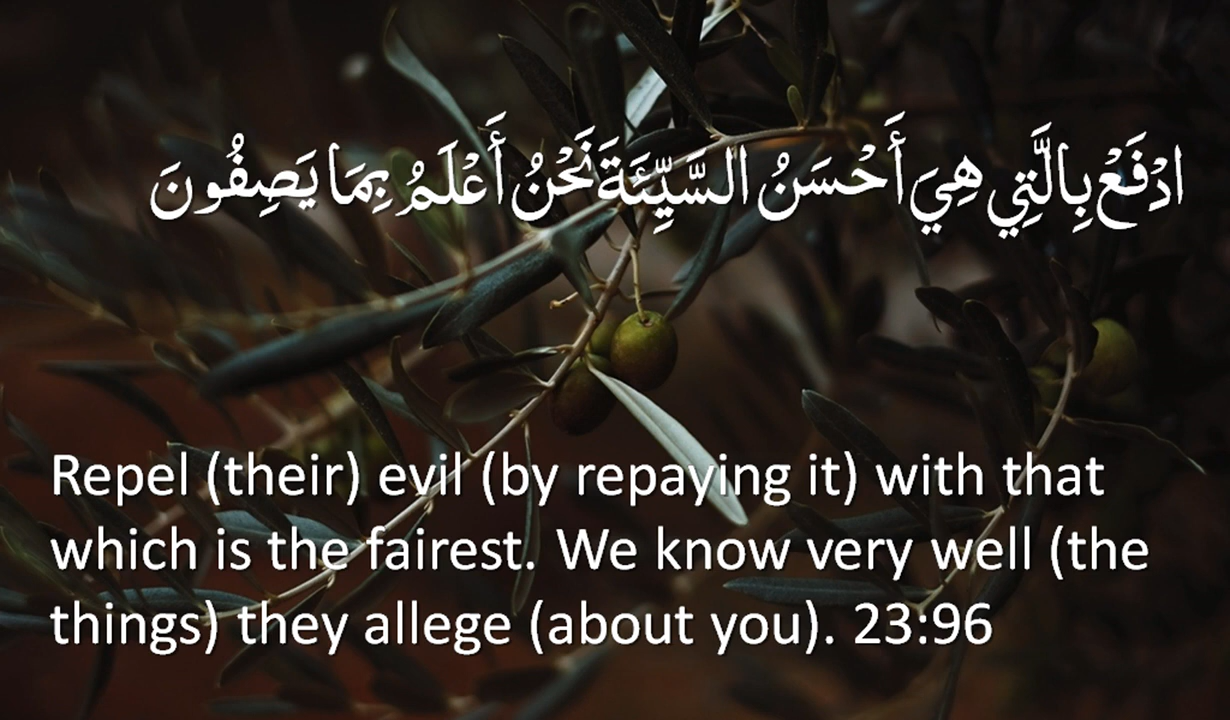 ادْفَعْ بِالَّتِي هِيَ أَحْسَنُ السَّيِّئَةَ نَحْنُ أَعْلَمُ بِمَا يَصِفُونَ
Repel (their) evil (by repaying it) with that
which is the fairest. We know very well (the
things) they allege (about you). 23:96